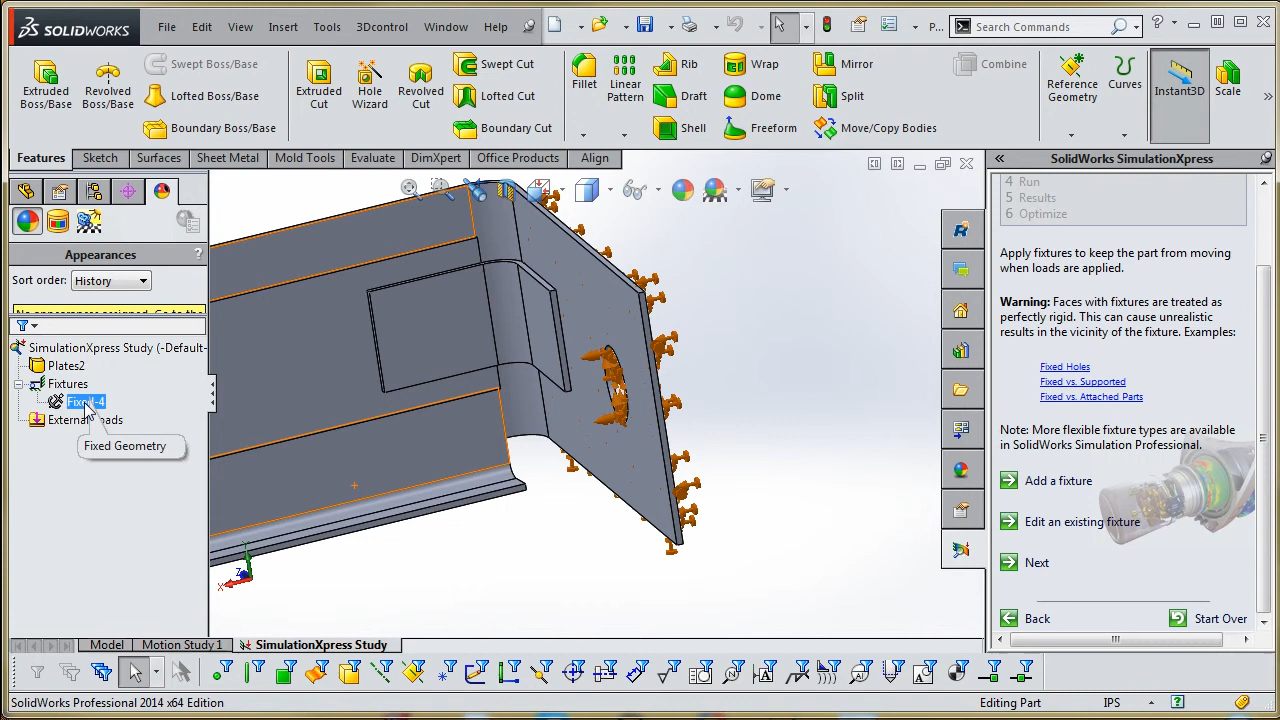 SOLIDWORKS File Edit View Insert Tools 3Dcontrol Window Help P... Search Commands
Extruded Boss/Base
Revolved Boss/Base
Swept Boss/Base
Lofted Boss/Base
Boundary Boss/Base
Extruded Cut
Hole Wizard
Revolved Cut
Swept Cut
Lofted Cut
Boundary Cut
Fillet
Linear Pattern
Rib
Draft
Shell
Wrap
Dome
Freeform
Mirror
Split
Move/Copy Bodies
Combine
Reference Geometry
Curves
Instant3D
Scale
Features Sketch Surfaces Sheet Metal Mold Tools Evaluate DimXpert Office Products Align
Appearances ?
Sort order: History
SimulationXpress Study (-Default-
Plates2
Fixtures
Fixed-4
External Loads
Fixed Geometry
X
Y
Z
SolidWorks SimulationXpress
4 Run
5 Results
6 Optimize
Apply fixtures to keep the part from moving
when loads are applied.
Warning: Faces with fixtures are treated as
perfectly rigid. This can cause unrealistic
results in the vicinity of the fixture. Examples:
Fixed Holes
Fixed vs. Supported
Fixed vs. Attached Parts
Note: More flexible fixture types are available
in SolidWorks Simulation Professional.
Add a fixture
Edit an existing fixture
Next
Back Start Over
Model Motion Study 1 SimulationXpress Study
SolidWorks Professional 2014 x64 Edition Editing Part IPS